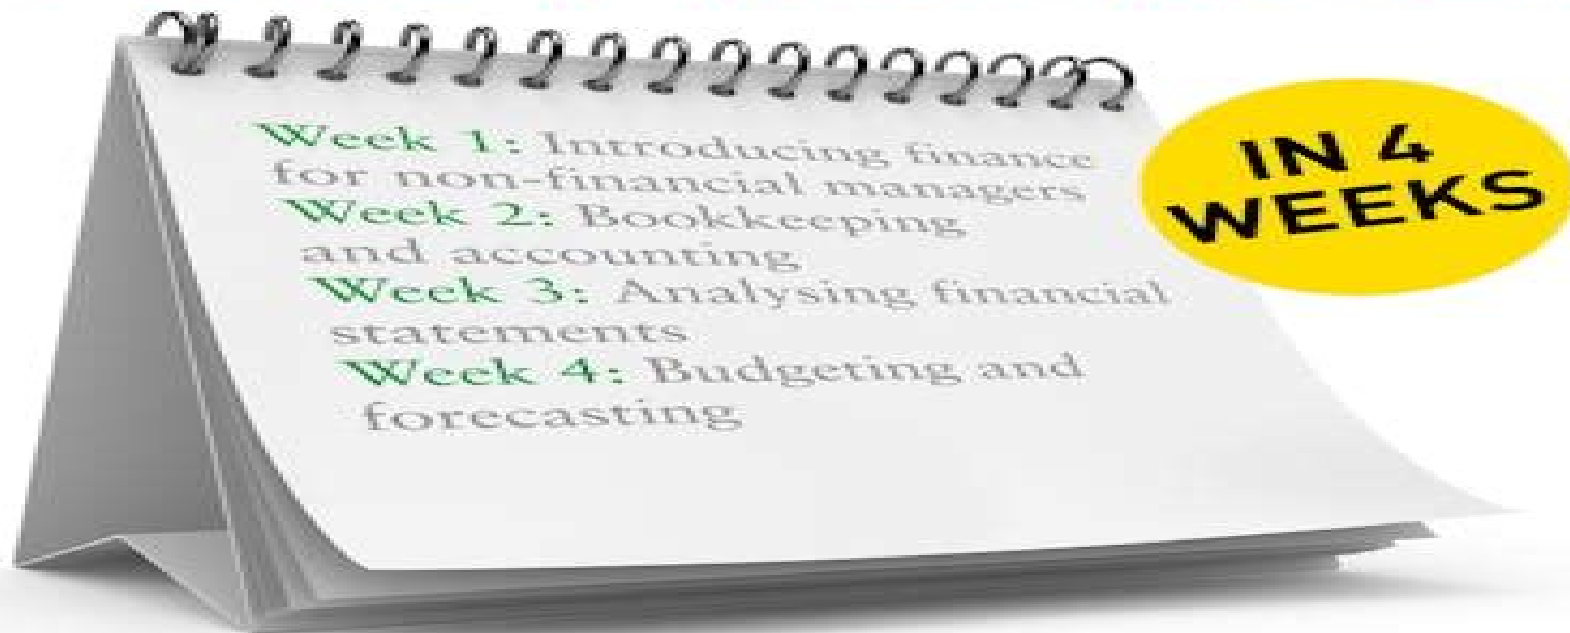 Week 1: Introducing finance
for non-financial managers
Week 2: Bookkeeping
and accounting
Week 3: Analysing financial
statements
Week 4: Budgeting and
forecasting
IN 4
WEEKS